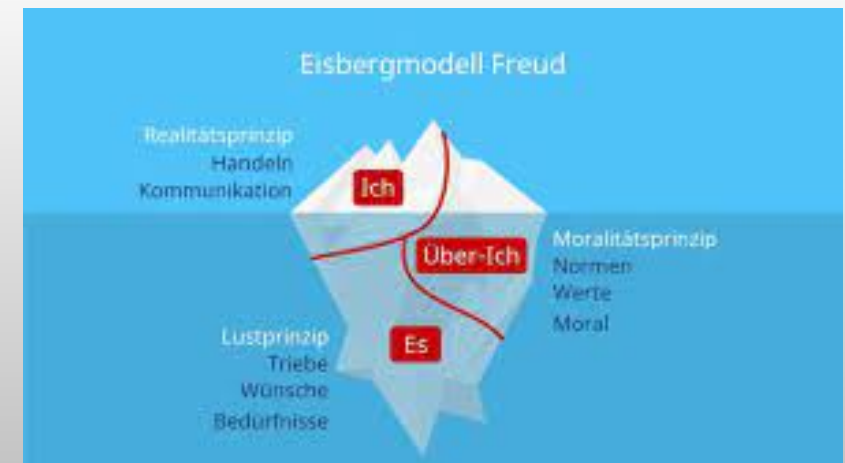 Eisbergmodell Freud
Realitätsprinzip
Handeln
Kommunikation
Ich
Über-Ich
Moralitätsprinzip
Normen
Werte
Moral
Es
Lustprinzip
Triebe
Wünsche
Bedürfnisse